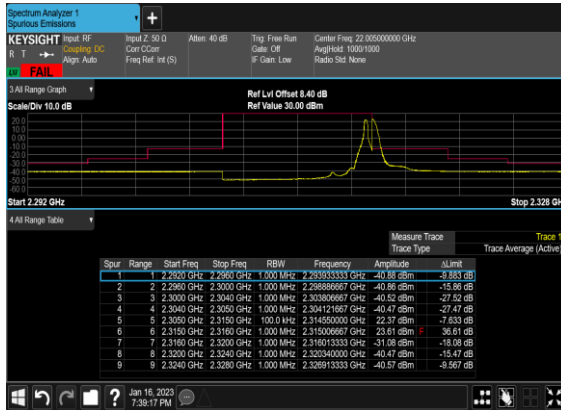 Spectrum Analyzer 1
Spurious Emissions
KEYSIGHT Input: RF Input Z: 50 Ω Atten: 40 dB Trig: Free Run Center Freq: 22.005000000 GHz
R T Coupling: DC Corr CCorr Gate: Off Avg|Hold: 1000/1000
Align: Auto Freq Ref: Int (S) IF Gain: Low Radio Std: None
FAIL
3 All Range Graph
Ref Lvl Offset 8.40 dB
Scale/Div 10.0 dB Ref Value 30.00 dBm
20.0
10.0
0.00
-10.0
-20.0
-30.0
-40.0
-50.0
-60.0
Start 2.292 GHz Stop 2.328 GH
4 All Range Table
Measure Trace Trace 1
Trace Type Trace Average (Active)
Spur Range Start Freq Stop Freq RBW Frequency Amplitude ΔLimit
1 1 2.2920 GHz 2.2960 GHz 1.000 MHz 2.293933333 GHz -40.88 dBm -9.883 dB
2 2 2.2960 GHz 2.3000 GHz 1.000 MHz 2.298886667 GHz -40.86 dBm -15.86 dB
3 3 2.3000 GHz 2.3040 GHz 1.000 MHz 2.303806667 GHz -40.52 dBm -27.52 dB
4 4 2.3040 GHz 2.3050 GHz 1.000 MHz 2.304121667 GHz -40.47 dBm -27.47 dB
5 5 2.3050 GHz 2.3150 GHz 100.0 kHz 2.314550000 GHz 22.37 dBm -7.633 dB
6 6 2.3150 GHz 2.3160 GHz 1.000 MHz 2.315006667 GHz 23.61 dBm F 36.61 dB
7 7 2.3160 GHz 2.3200 GHz 1.000 MHz 2.316013333 GHz -31.08 dBm -18.08 dB
8 8 2.3200 GHz 2.3240 GHz 1.000 MHz 2.320340000 GHz -40.47 dBm -15.47 dB
9 9 2.3240 GHz 2.3280 GHz 1.000 MHz 2.326913333 GHz -40.57 dBm -9.567 dB
Jan 16, 2023
7:39:17 PM